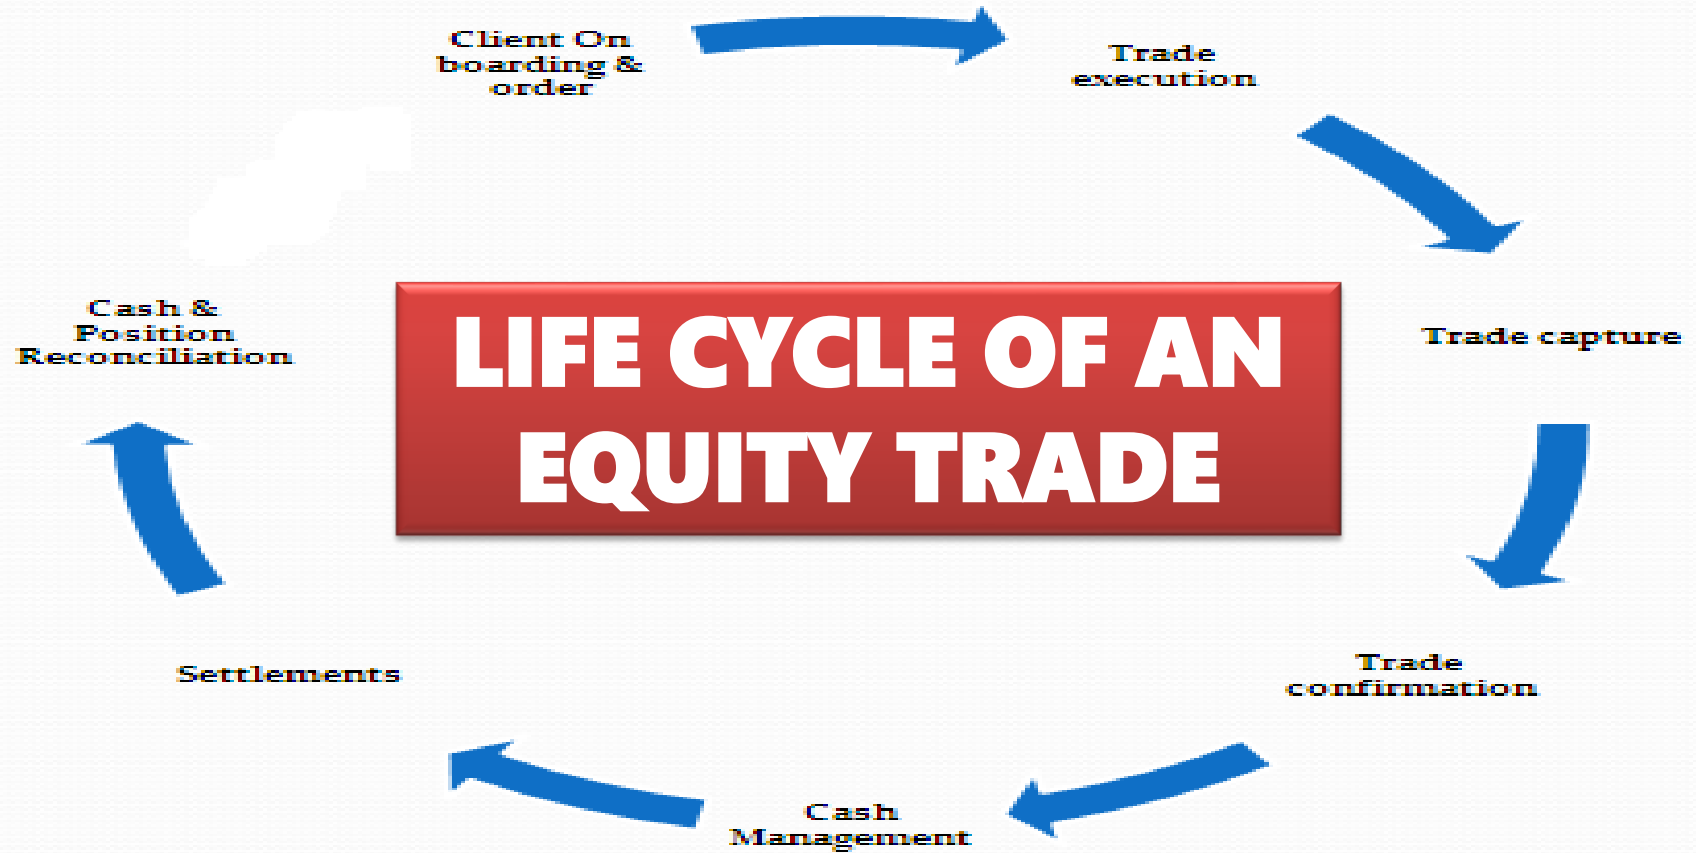 Client On
boarding &
order
Trade
execution
Trade capture
Trade
confirmation
Cash
Management
Settlements
Cash &
Position
Reconciliation
LIFE CYCLE OF AN
EQUITY TRADE